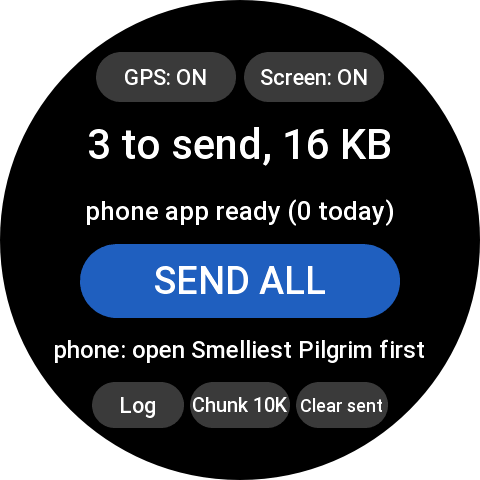 GPS: ON Screen: ON
3 to send, 16 KB
phone app ready (0 today)
SEND ALL
phone: open Smelliest Pilgrim first
Log Chunk 10K Clear sent